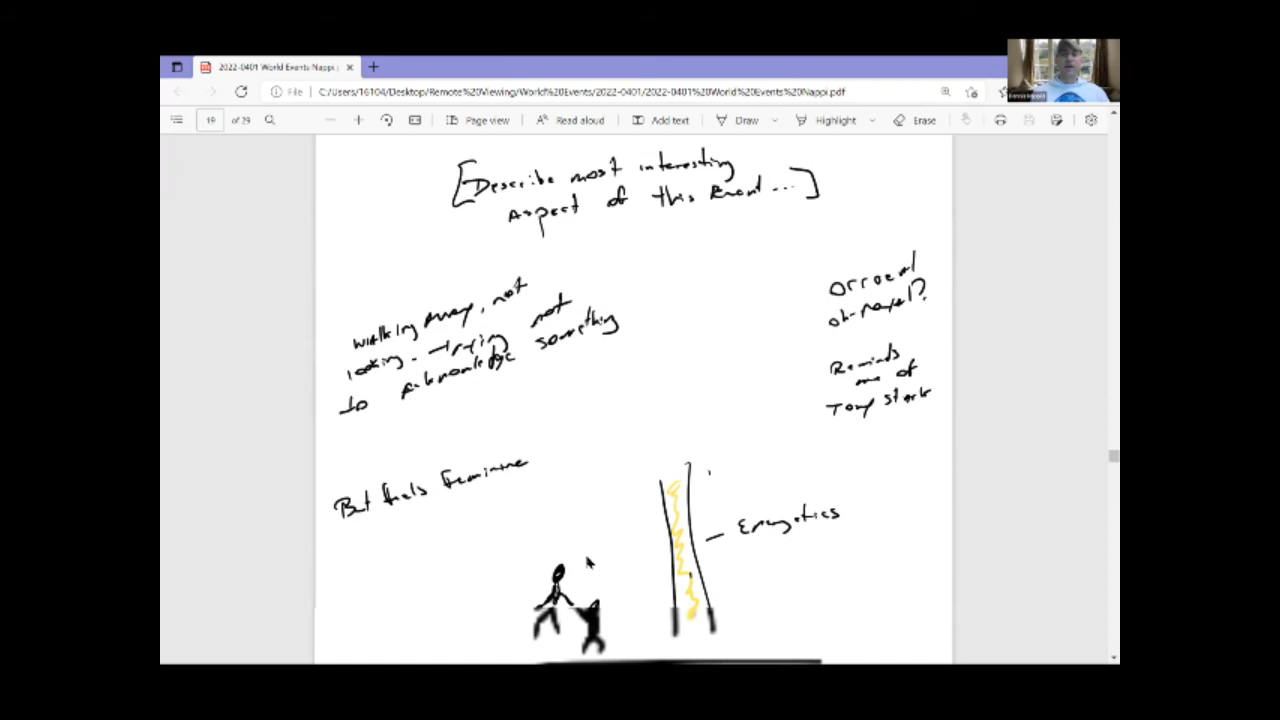 2022-0401 World Events Nappi.p
File
C:/Users/16104/Desktop/Remote%20Viewing/World%20Events/2022-0401/2022-0401%20World%20Events%20Nappi.pdf
19 of 29
Page view
Read aloud
Add text
Draw
Highlight
Erase
[Describe most interesting
Aspect of this Event...]
walking away, not
looking - trying not
to acknowledge something
Reminds
me of
Tony Stark
But feels Feminine
Energetics